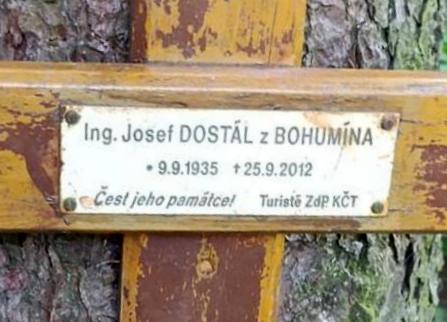 Ing. Josef DOSTÁL z BOHUMÍNA
* 9.9.1935 †25.9.2012
Čest jeho památce! Turisté ZdP KČT